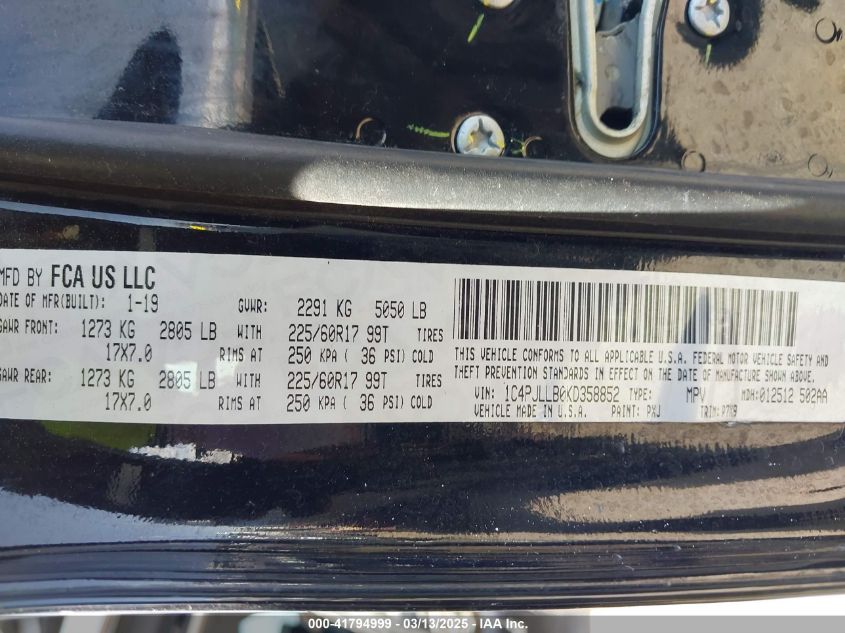 MFD BY FCA US LLC
DATE OF MFR(BUILT): 1-19 GVWR: 2291 KG 5050 LB
GAWR FRONT: 1273 KG 2805 LB WITH 225/60R17 99T TIRES
17X7.0 RIMS AT 250 KPA ( 36 PSI) COLD
GAWR REAR: 1273 KG 2805 LB WITH 225/60R17 99T TIRES
17X7.0 RIMS AT 250 KPA ( 36 PSI) COLD
THIS VEHICLE CONFORMS TO ALL APPLICABLE U.S.A. FEDERAL MOTOR VEHICLE SAFETY AND
THEFT PREVENTION STANDARDS IN EFFECT ON THE DATE OF MANUFACTURE SHOWN ABOVE.
VIN: 1C4PJLLB0KD358852 TYPE: MPV MDH:012512 502AA
VEHICLE MADE IN U.S.A. PAINT: PXJ TRIM: P7X9
000-41794999 — 03/13/2025 — IAA Inc.